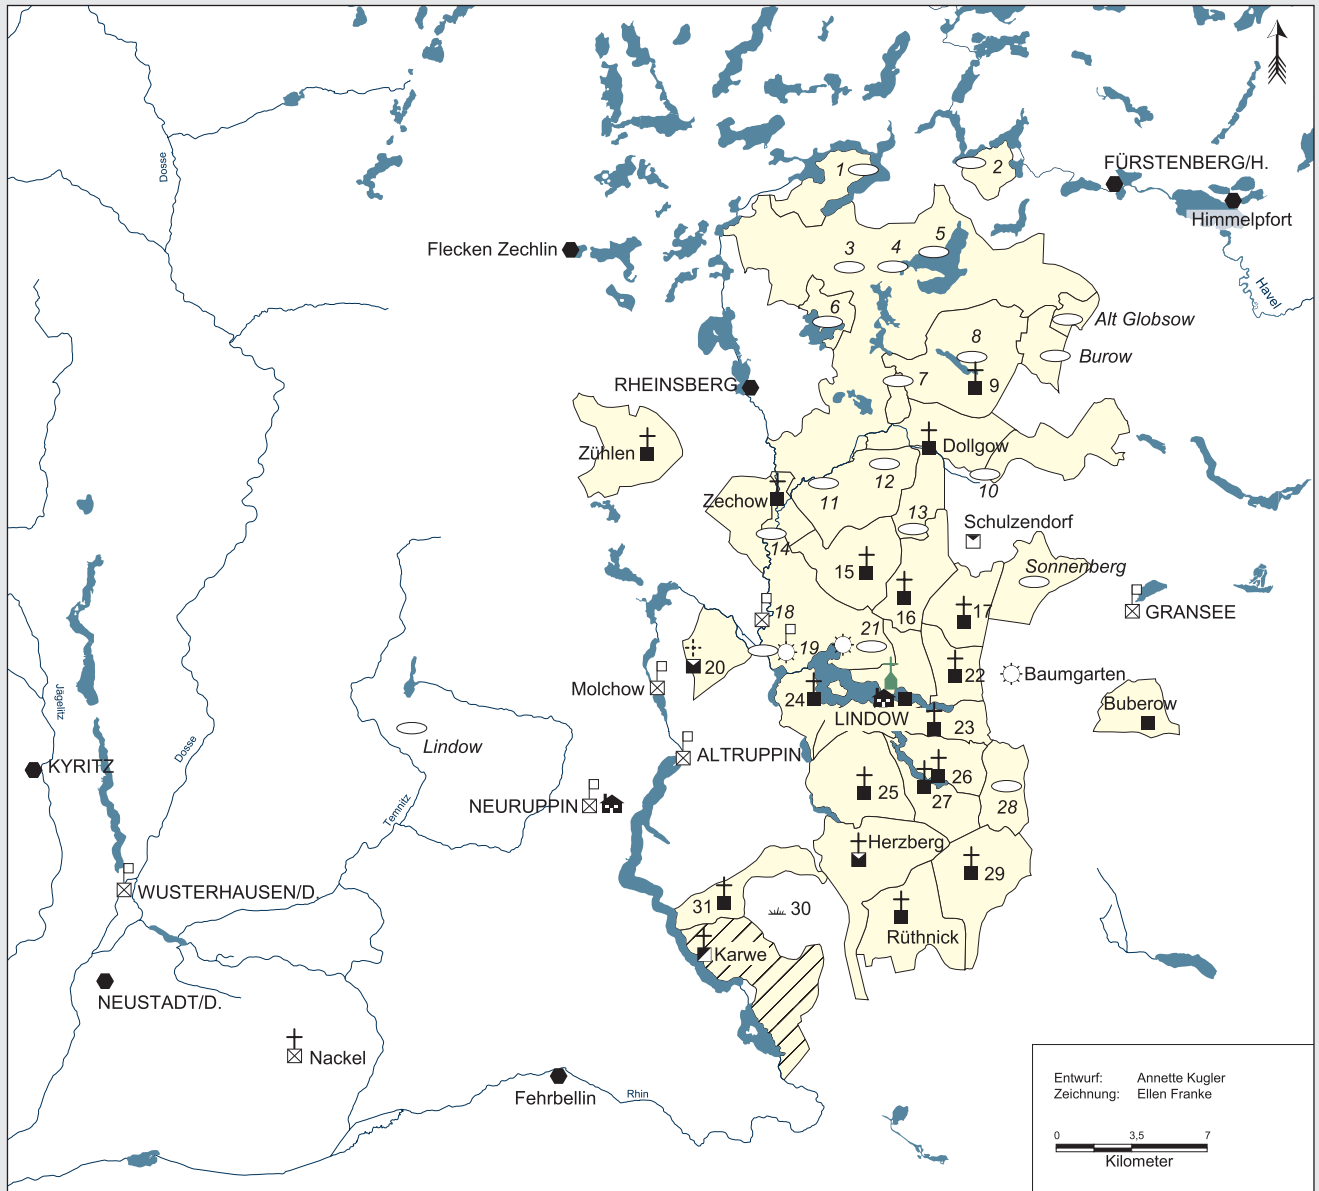 Dosse
FÜRSTENBERG/H.
1
2
Himmelpfort
Flecken Zechlin
3
4
5
Havel
6
Alt Globsow
8
Burow
RHEINSBERG
7
9
Zühlen
Dollgow
12
Zechow
11
10
13
Schulzendorf
14
15
Sonnenberg
16
17
18
GRANSEE
19
21
20
22
Baumgarten
Molchow
24
LINDOW
23
Buberow
Jägelitz
Dosse
Lindow
ALTRUPPIN
KYRITZ
26
25
27
28
NEURUPPIN
Temnitz
Herzberg
29
WUSTERHAUSEN/D.
31
30
Rüthnick
Karwe
NEUSTADT/D.
Nackel
Fehrbellin
Rhin
Entwurf: Annette Kugler
Zeichnung: Ellen Franke
0 3,5 7
Kilometer